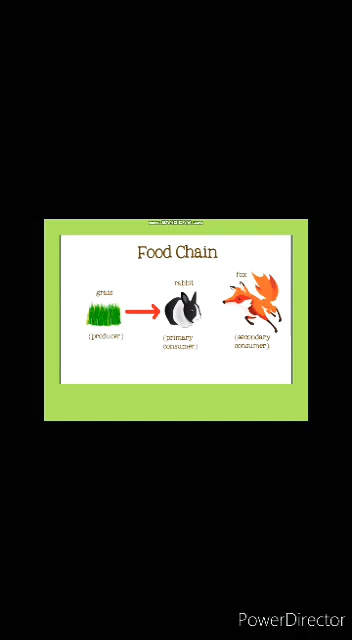 Food Chain
grass
(producer)
rabbit
(primary
consumer)
fox
(secondary
consumer)
PowerDirector